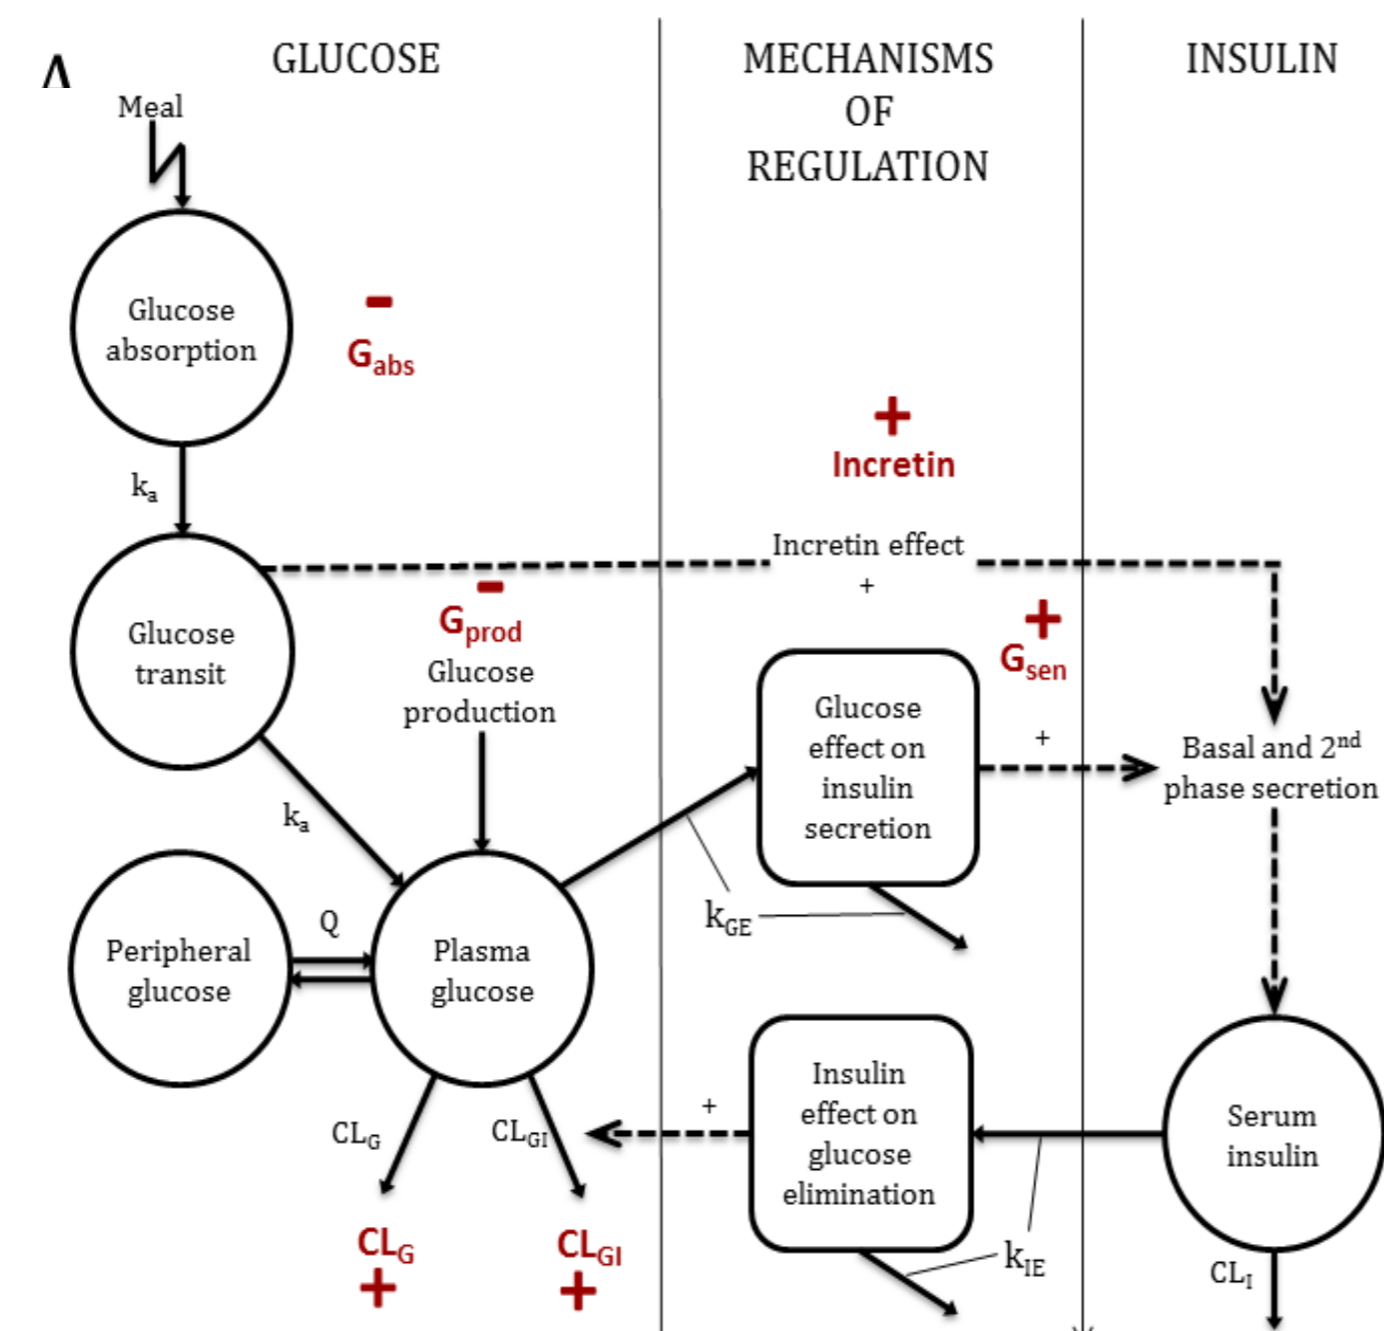 A
GLUCOSE
MECHANISMS
OF
REGULATION
INSULIN
Meal
Glucose
absorption
-
Gabs
ka
+
Incretin
Incretin effect
+
Glucose
transit
-
Gprod
Glucose
production
+
Gsen
Glucose
effect on
insulin
secretion
+
Basal and 2nd
phase secretion
ka
kGE
Q
Peripheral
glucose
Plasma
glucose
Insulin
effect on
glucose
elimination
+
Serum
insulin
CLG
CLGI
kIE
CLI
CLG
+
CLGI
+